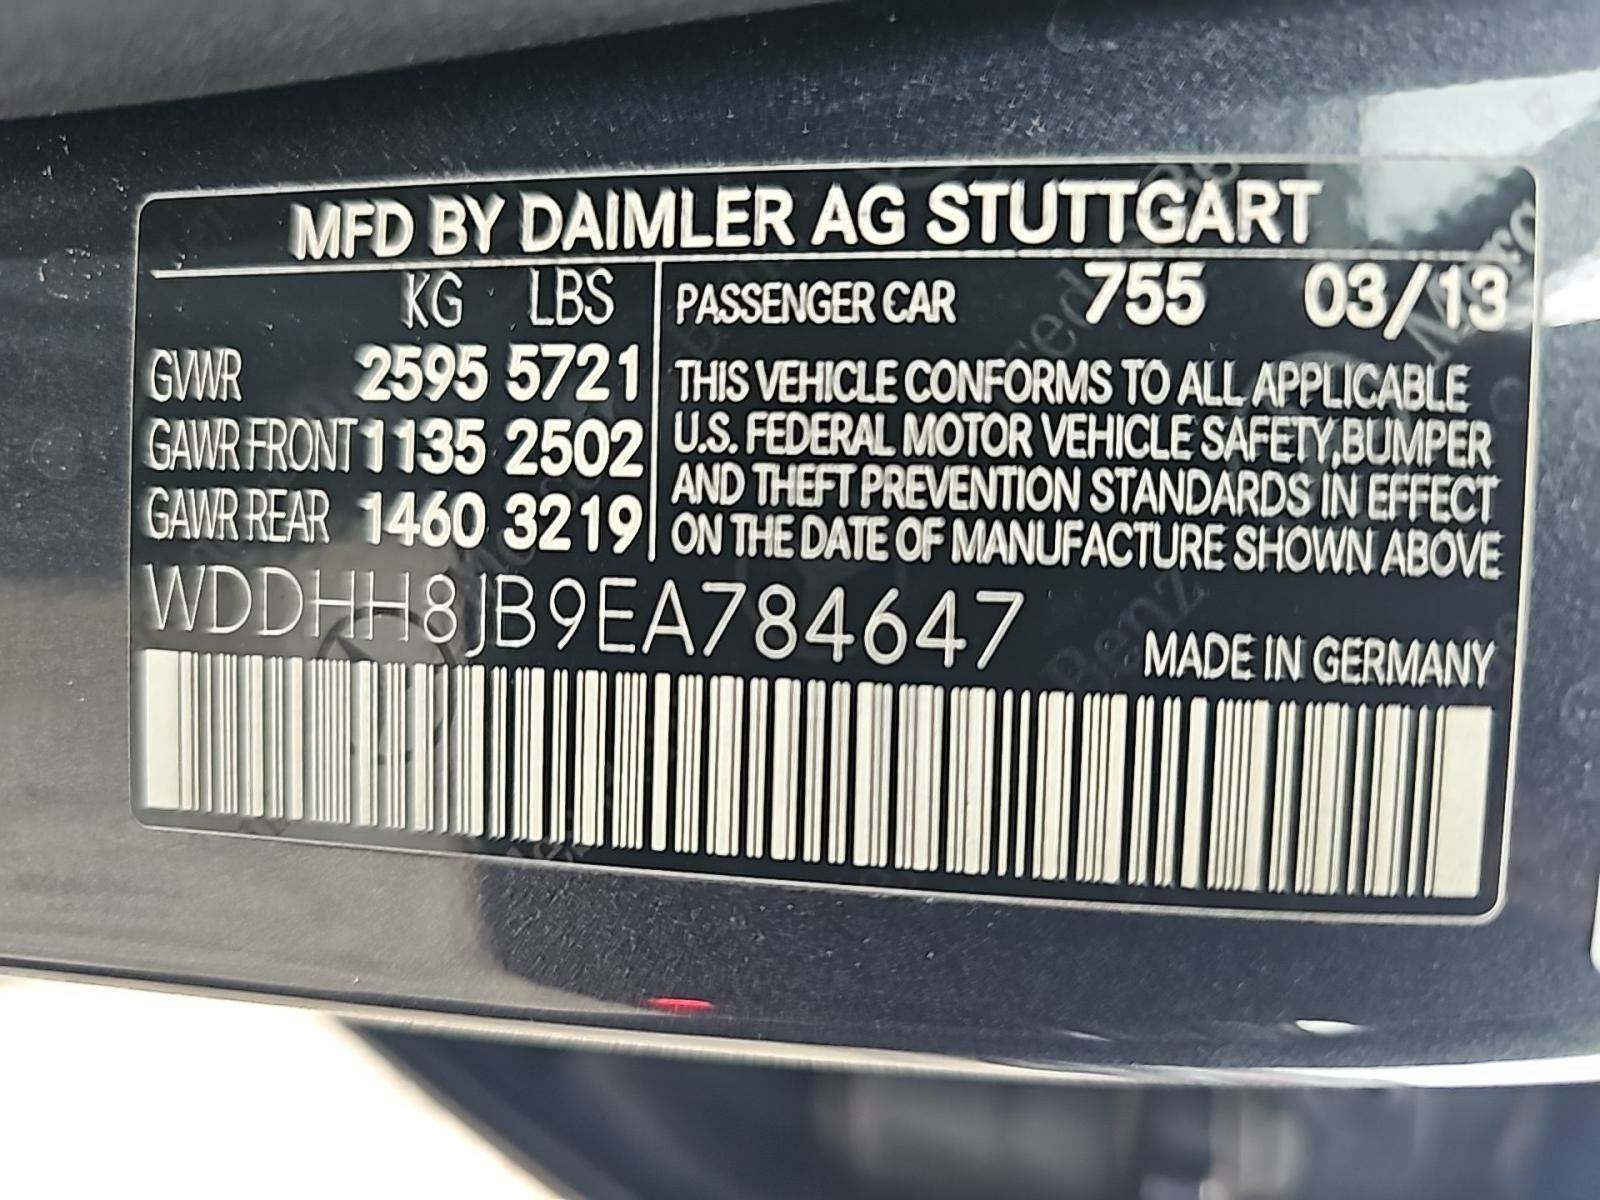 MFD BY DAIMLER AG STUTTGART
KG LBS
GVWR 2595 5721
GAWR FRONT 1135 2502
GAWR REAR 1460 3219
PASSENGER CAR 755 03/13
THIS VEHICLE CONFORMS TO ALL APPLICABLE
U.S. FEDERAL MOTOR VEHICLE SAFETY,BUMPER
AND THEFT PREVENTION STANDARDS IN EFFECT
ON THE DATE OF MANUFACTURE SHOWN ABOVE
WDDHH8JB9EA784647
MADE IN GERMANY